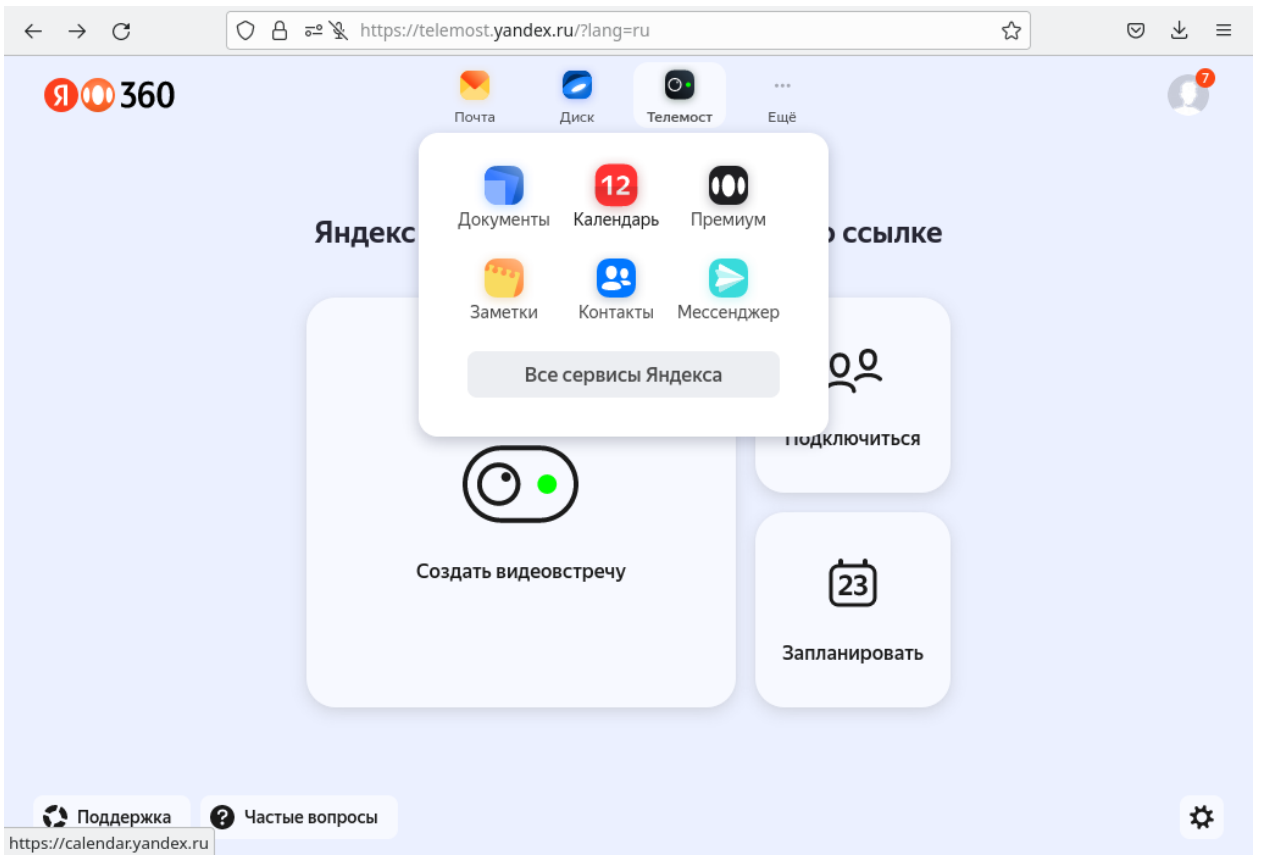 https://telemost.yandex.ru/?lang=ru
ЯО 360
7
Почта
Диск
Телемост
Ещё
Документы
12
Календарь
Премиум
Заметки
Контакты
Мессенджер
Все сервисы Яндекса
Яндекс
ссылке
Подключиться
Создать видеовстречу
23
Запланировать
Поддержка
? Частые вопросы
https://calendar.yandex.ru